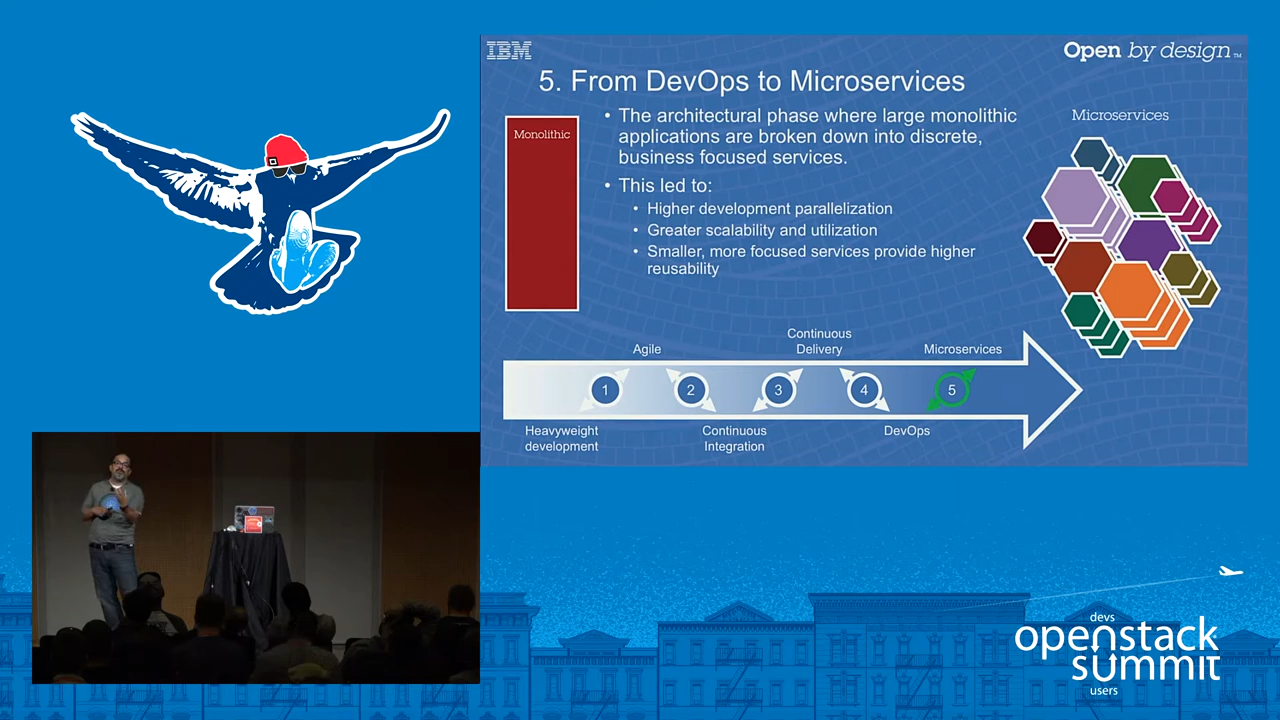 IBM
Open by design™
5. From DevOps to Microservices
Monolithic
• The architectural phase where large monolithic
applications are broken down into discrete,
business focused services.
• This led to:
• Higher development parallelization
• Greater scalability and utilization
• Smaller, more focused services provide higher
reusability
Microservices
Agile
Continuous
Delivery
Microservices
1
2
3
4
5
Heavyweight
development
Continuous
Integration
DevOps
devs
openstack
summit
users